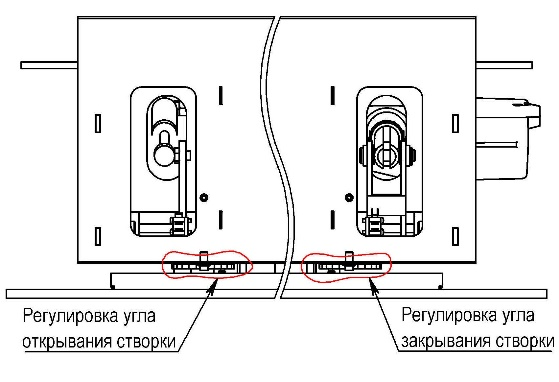 Регулировка угла
открывания створки
Регулировка угла
закрывания створки